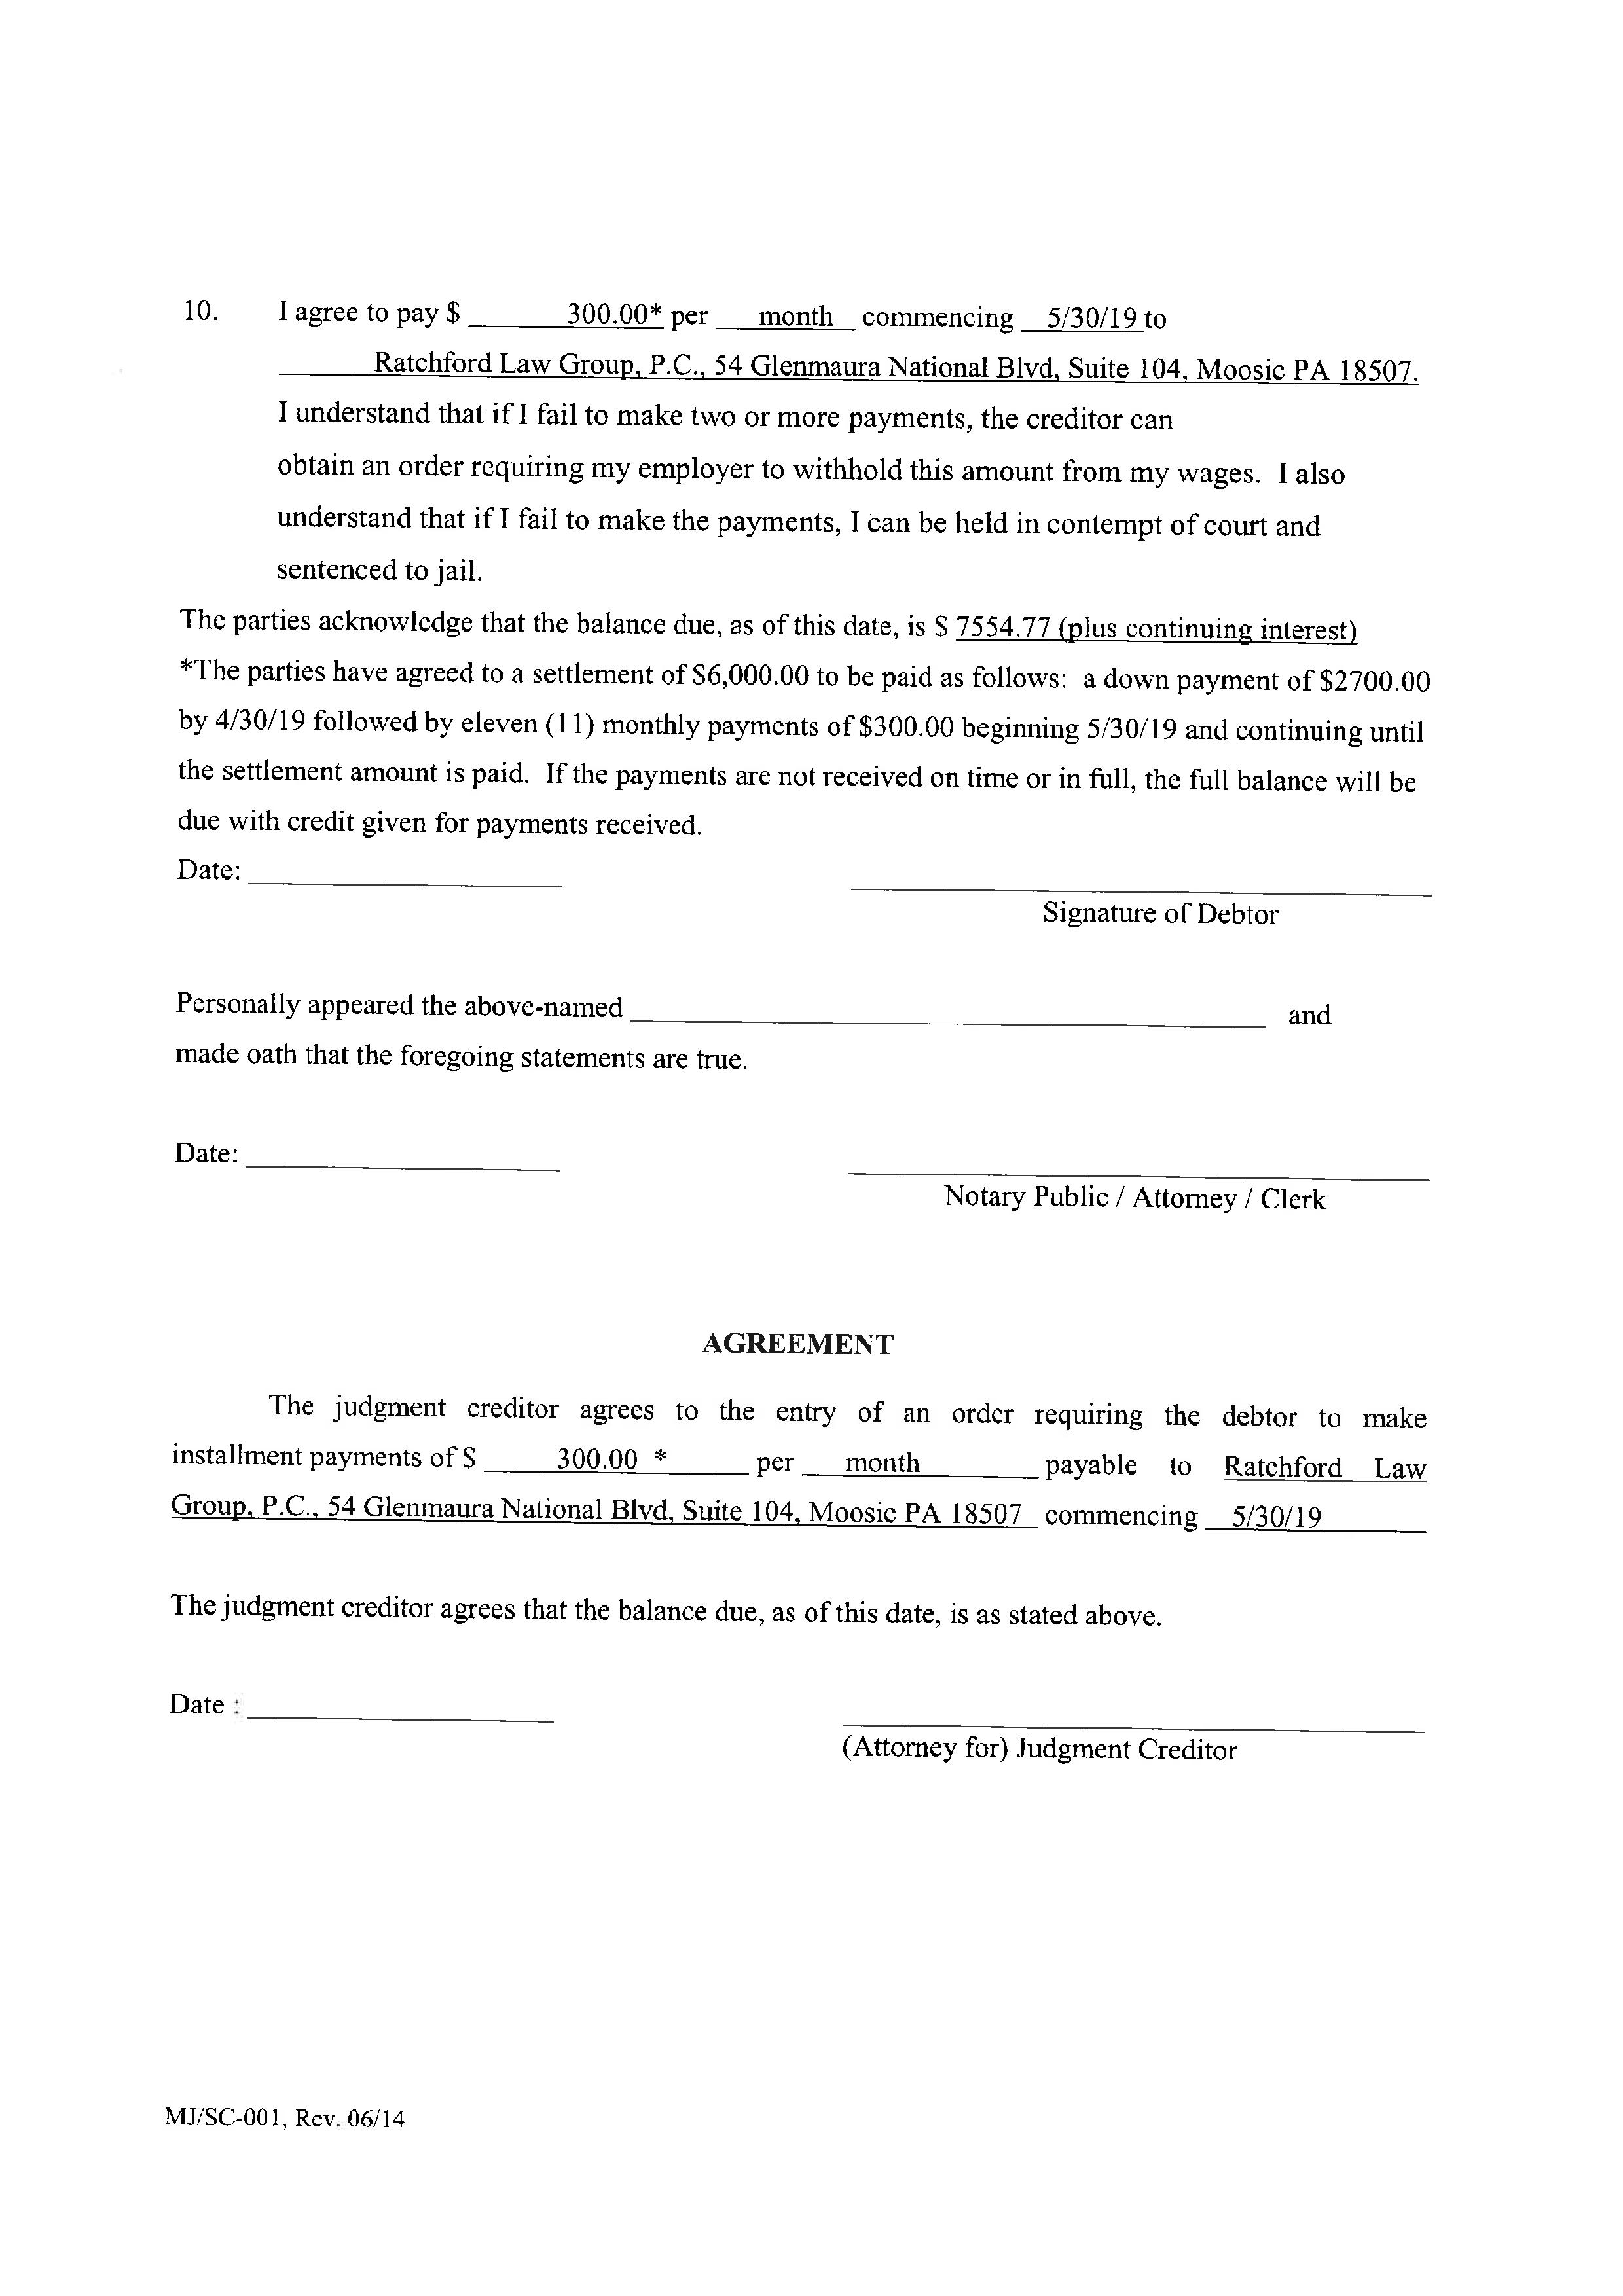 10. I agree to pay $ ______ 300.00* per ___ month __ commencing __ 5/30/19 to
______ Ratchford Law Group, P.C., 54 Glenmaura National Blvd, Suite 104, Moosic PA 18507.
I understand that if I fail to make two or more payments, the creditor can
obtain an order requiring my employer to withhold this amount from my wages. I also
understand that if I fail to make the payments, I can be held in contempt of court and
sentenced to jail.
The parties acknowledge that the balance due, as of this date, is $ 7554.77 (plus continuing interest)
*The parties have agreed to a settlement of $6,000.00 to be paid as follows: a down payment of $2700.00
by 4/30/19 followed by eleven (11) monthly payments of $300.00 beginning 5/30/19 and continuing until
the settlement amount is paid. If the payments are not received on time or in full, the full balance will be
due with credit given for payments received.
Date: ____________________
Signature of Debtor
Personally appeared the above-named ____________________ and
made oath that the foregoing statements are true.
Date: ____________________
Notary Public / Attorney / Clerk
AGREEMENT
The judgment creditor agrees to the entry of an order requiring the debtor to make
installment payments of $ _____ 300.00 * _____ per ___ month ______ payable to Ratchford Law
Group, P.C., 54 Glenmaura National Blvd, Suite 104, Moosic PA 18507 commencing __ 5/30/19 ______
The judgment creditor agrees that the balance due, as of this date, is as stated above.
Date : ____________________
(Attorney for) Judgment Creditor
MJ/SC-001, Rev. 06/14